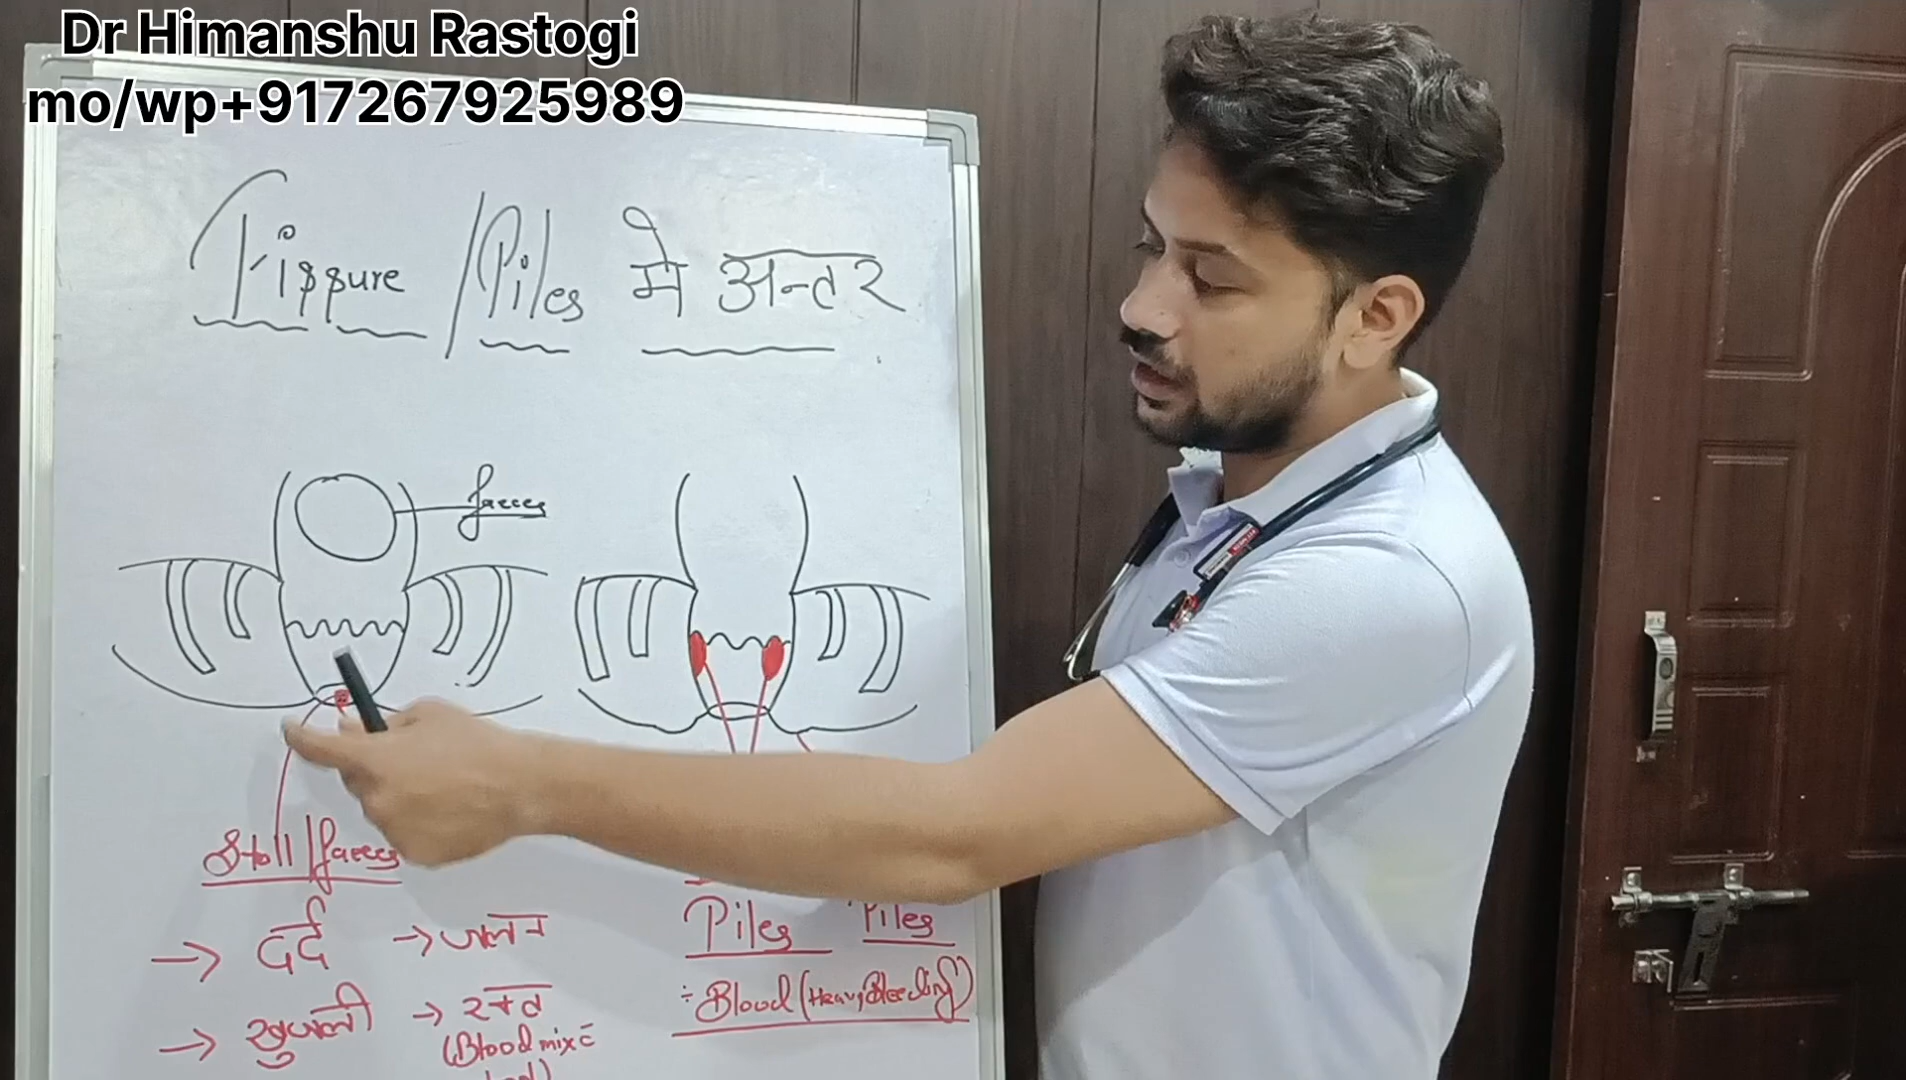 Dr Himanshu Rastogi
mo/wp+917267925989
Fissure / Piles मे अन्तर
faeces
Stoll / faeces
→ दर्द → जलन
→ खुजली → रक्त
(Blood mix c̄
Piles Piles
÷ Blood (Heavy Bleeding)